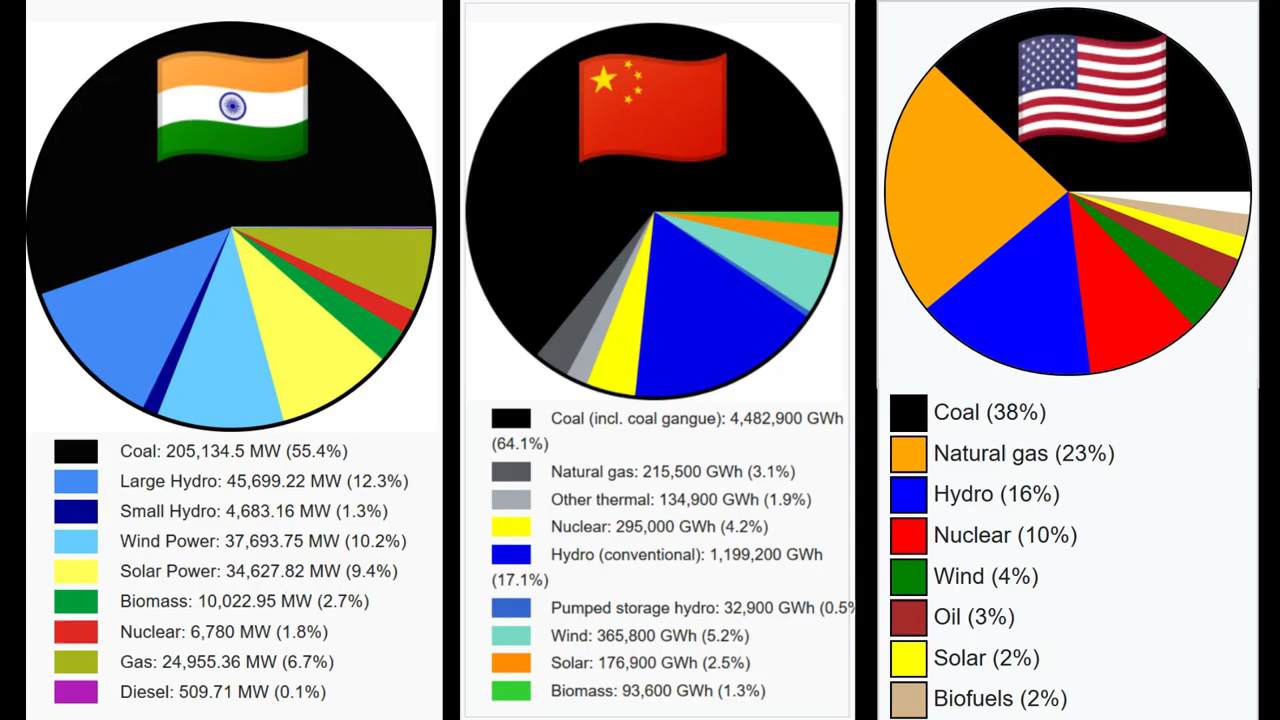 Coal: 205,134.5 MW (55.4%)
Large Hydro: 45,699.22 MW (12.3%)
Small Hydro: 4,683.16 MW (1.3%)
Wind Power: 37,693.75 MW (10.2%)
Solar Power: 34,627.82 MW (9.4%)
Biomass: 10,022.95 MW (2.7%)
Nuclear: 6,780 MW (1.8%)
Gas: 24,955.36 MW (6.7%)
Diesel: 509.71 MW (0.1%)
Coal (incl. coal gangue): 4,482,900 GWh
(64.1%)
Natural gas: 215,500 GWh (3.1%)
Other thermal: 134,900 GWh (1.9%)
Nuclear: 295,000 GWh (4.2%)
Hydro (conventional): 1,199,200 GWh
(17.1%)
Pumped storage hydro: 32,900 GWh (0.5%
Wind: 365,800 GWh (5.2%)
Solar: 176,900 GWh (2.5%)
Biomass: 93,600 GWh (1.3%)
Coal (38%)
Natural gas (23%)
Hydro (16%)
Nuclear (10%)
Wind (4%)
Oil (3%)
Solar (2%)
Biofuels (2%)